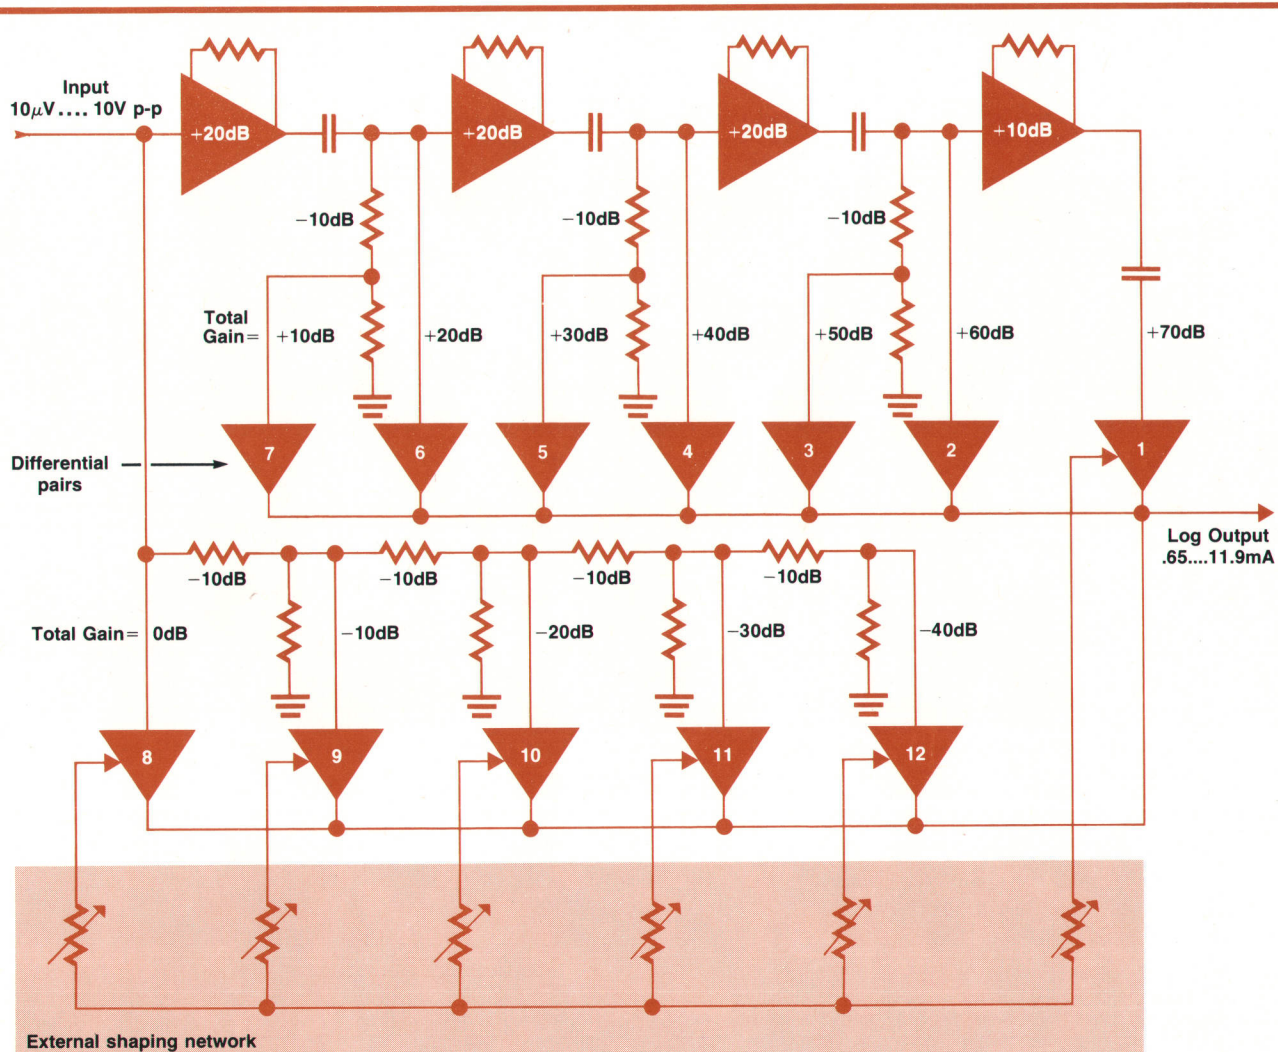 Input
10μV.... 10V p-p
+20dB
+20dB
+20dB
+10dB
−10dB
−10dB
−10dB
Total
Gain= +10dB
+20dB
+30dB
+40dB
+50dB
+60dB
+70dB
Differential
pairs
7
6
5
4
3
2
1
Log Output
.65....11.9mA
−10dB
−10dB
−10dB
−10dB
Total Gain= 0dB
−10dB
−20dB
−30dB
−40dB
8
9
10
11
12
External shaping network